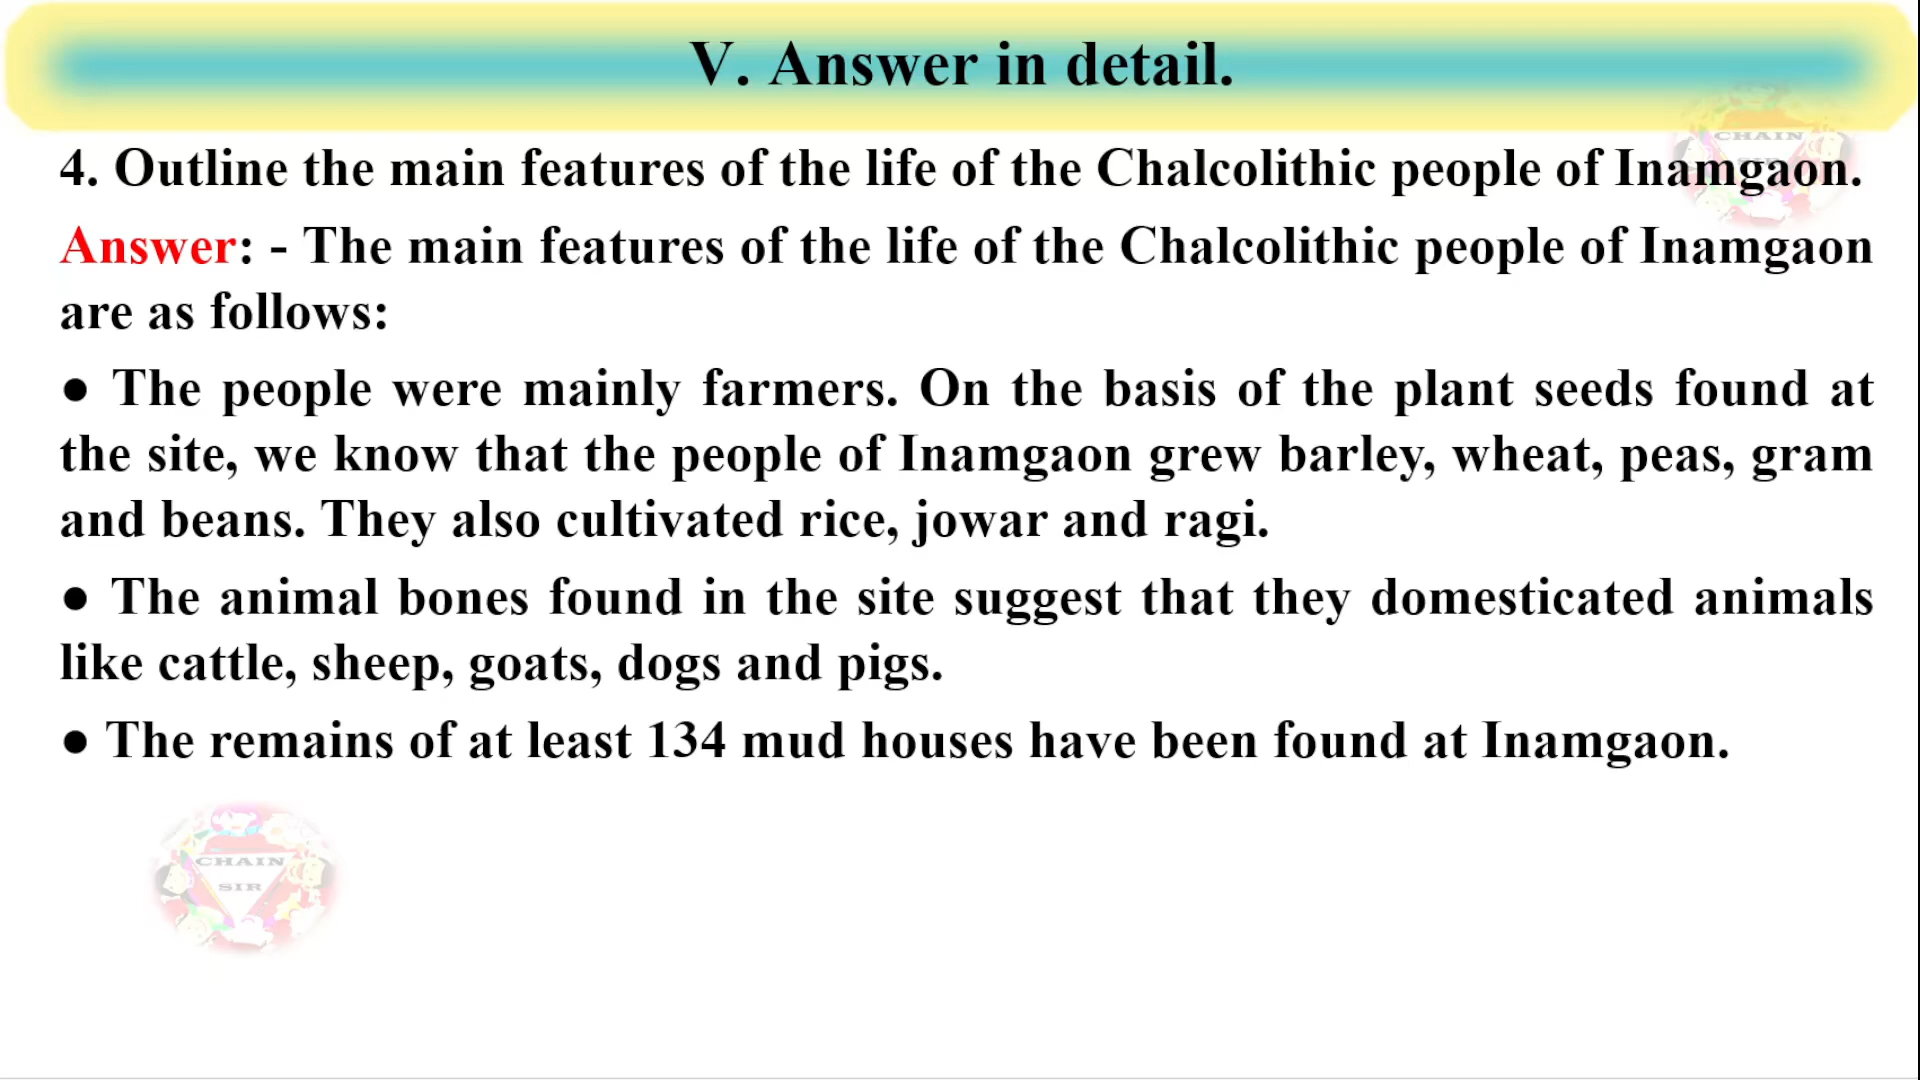 V. Answer in detail.
CHAIN
SIR
4. Outline the main features of the life of the Chalcolithic people of Inamgaon.
Answer: - The main features of the life of the Chalcolithic people of Inamgaon
are as follows:
● The people were mainly farmers. On the basis of the plant seeds found at
the site, we know that the people of Inamgaon grew barley, wheat, peas, gram
and beans. They also cultivated rice, jowar and ragi.
● The animal bones found in the site suggest that they domesticated animals
like cattle, sheep, goats, dogs and pigs.
● The remains of at least 134 mud houses have been found at Inamgaon.
CHAIN
SIR